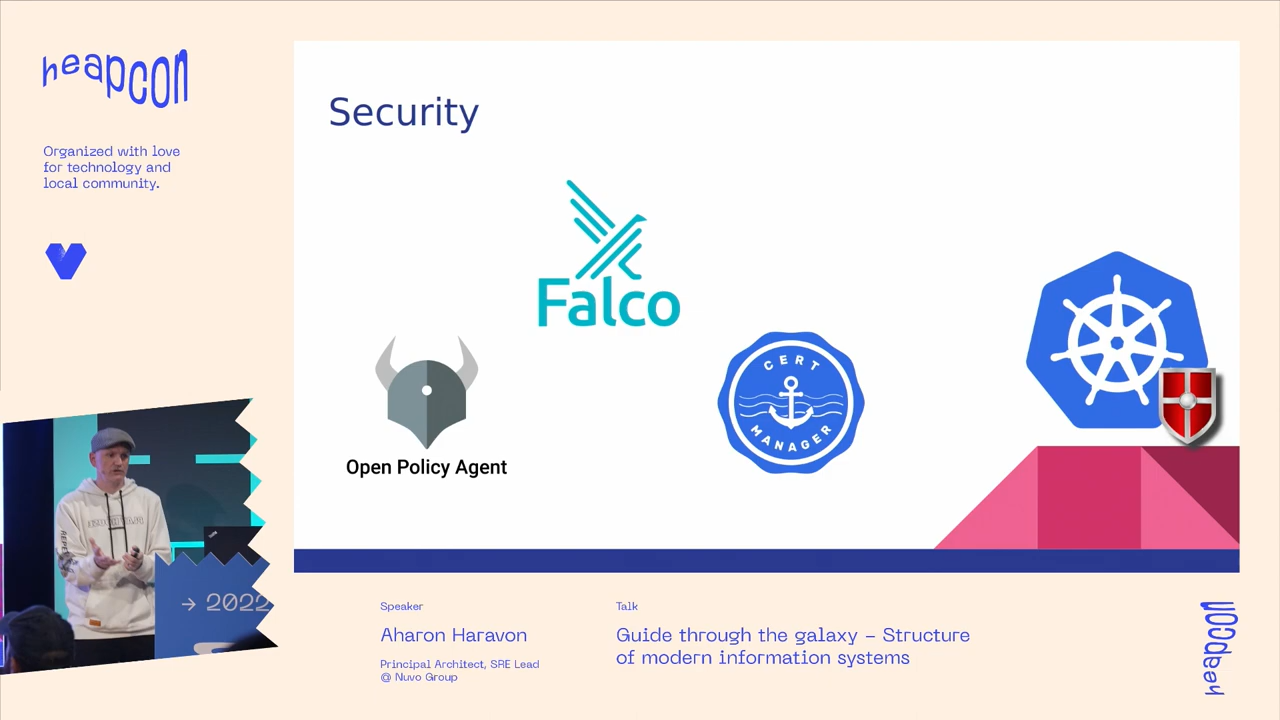 heapcon
Organized with love
for technology and
local community.
Security
Falco
Open Policy Agent
CERT
MANAGER
→ 2022
Speaker
Aharon Haravon
Principal Architect, SRE Lead
@ Nuvo Group
Talk
Guide through the galaxy – Structure
of modern information systems
heapcon